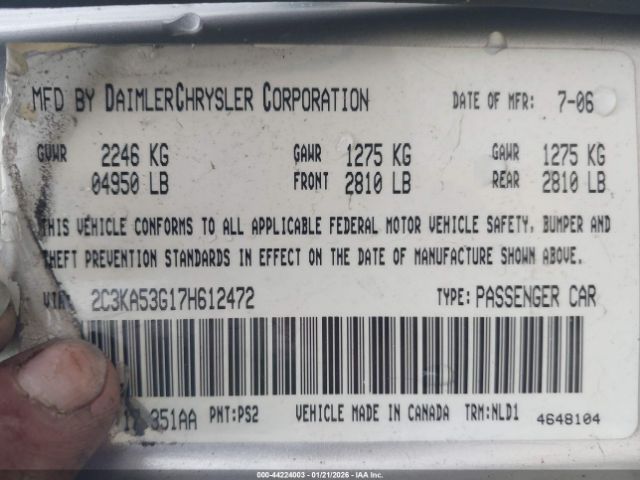 MFD BY DAIMLERCHRYSLER CORPORATION DATE OF MFR: 7-06
GVWR 2246 KG GAWR 1275 KG GAWR 1275 KG
04950 LB FRONT 2810 LB REAR 2810 LB
THIS VEHICLE CONFORMS TO ALL APPLICABLE FEDERAL MOTOR VEHICLE SAFETY, BUMPER AND
THEFT PREVENTION STANDARDS IN EFFECT ON THE DATE OF MANUFACTURE SHOWN ABOVE.
VIN: 2C3KA53G17H612472 TYPE: PASSENGER CAR
351AA PNT:PS2 VEHICLE MADE IN CANADA TRM:NLD1 4648104
000-44224003 — 01/21/2026 — Copyright © 2026 IAA, Inc.